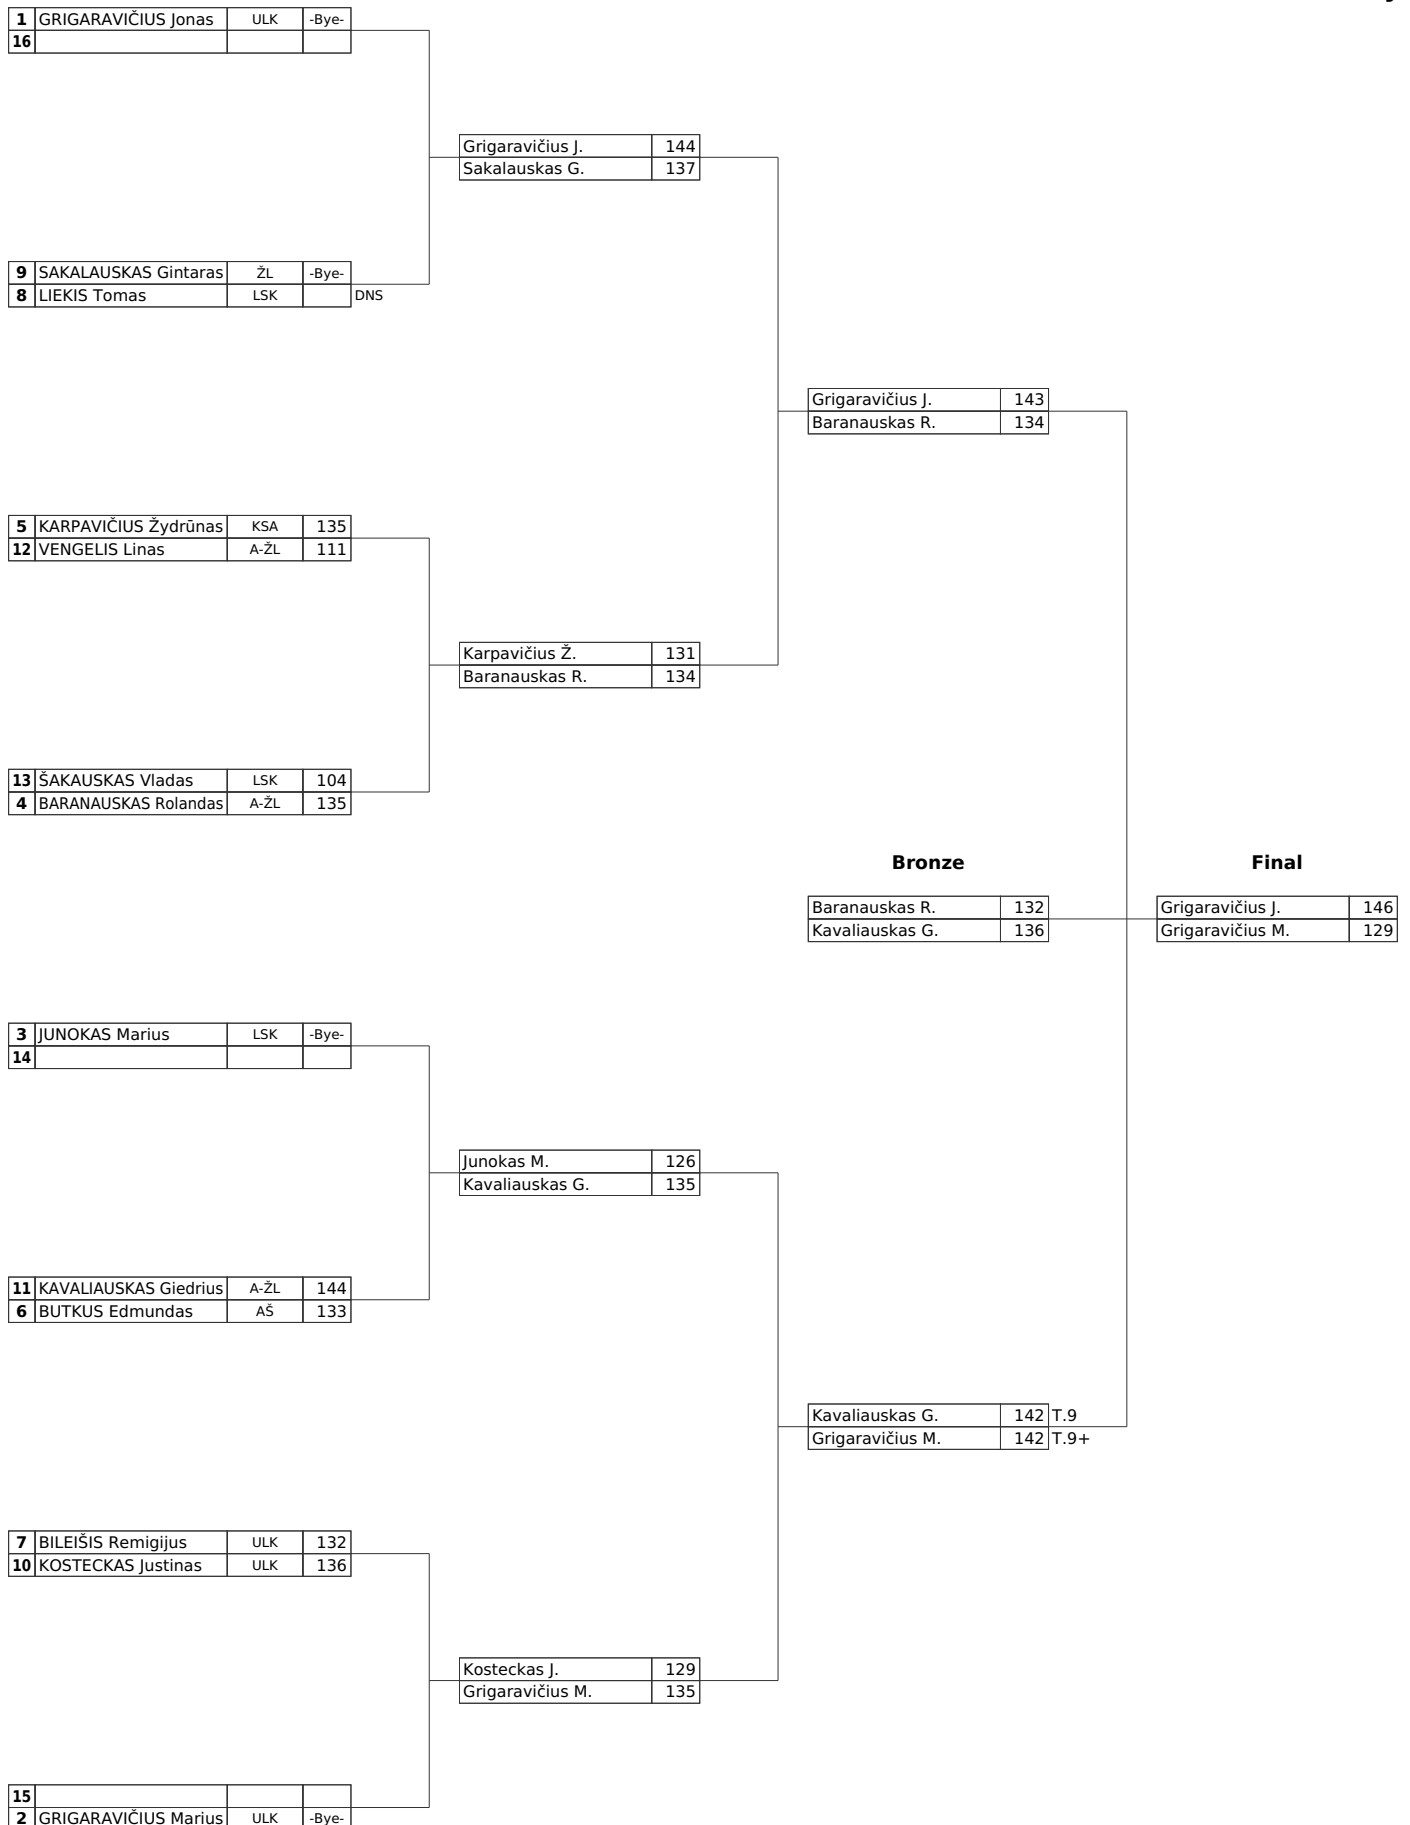 1 GRIGARAVIČIUS Jonas ULK -Bye-
16
Grigaravičius J. 144
Sakalauskas G. 137
9 SAKALAUSKAS Gintaras ŽL -Bye-
8 LIEKIS Tomas LSK DNS
Grigaravičius J. 143
Baranauskas R. 134
5 KARPAVIČIUS Žydrūnas KSA 135
12 VENGELIS Linas A-ŽL 111
Karpavičius Ž. 131
Baranauskas R. 134
13 ŠAKAUSKAS Vladas LSK 104
4 BARANAUSKAS Rolandas A-ŽL 135
Bronze Final
Baranauskas R. 132 Grigaravičius J. 146
Kavaliauskas G. 136 Grigaravičius M. 129
3 JUNOKAS Marius LSK -Bye-
14
Junokas M. 126
Kavaliauskas G. 135
11 KAVALIAUSKAS Giedrius A-ŽL 144
6 BUTKUS Edmundas AŠ 133
Kavaliauskas G. 142 T.9
Grigaravičius M. 142 T.9+
7 BILEIŠIS Remigijus ULK 132
10 KOSTECKAS Justinas ULK 136
Kosteckas J. 129
Grigaravičius M. 135
15
2 GRIGARAVIČIUS Marius ULK -Bye-